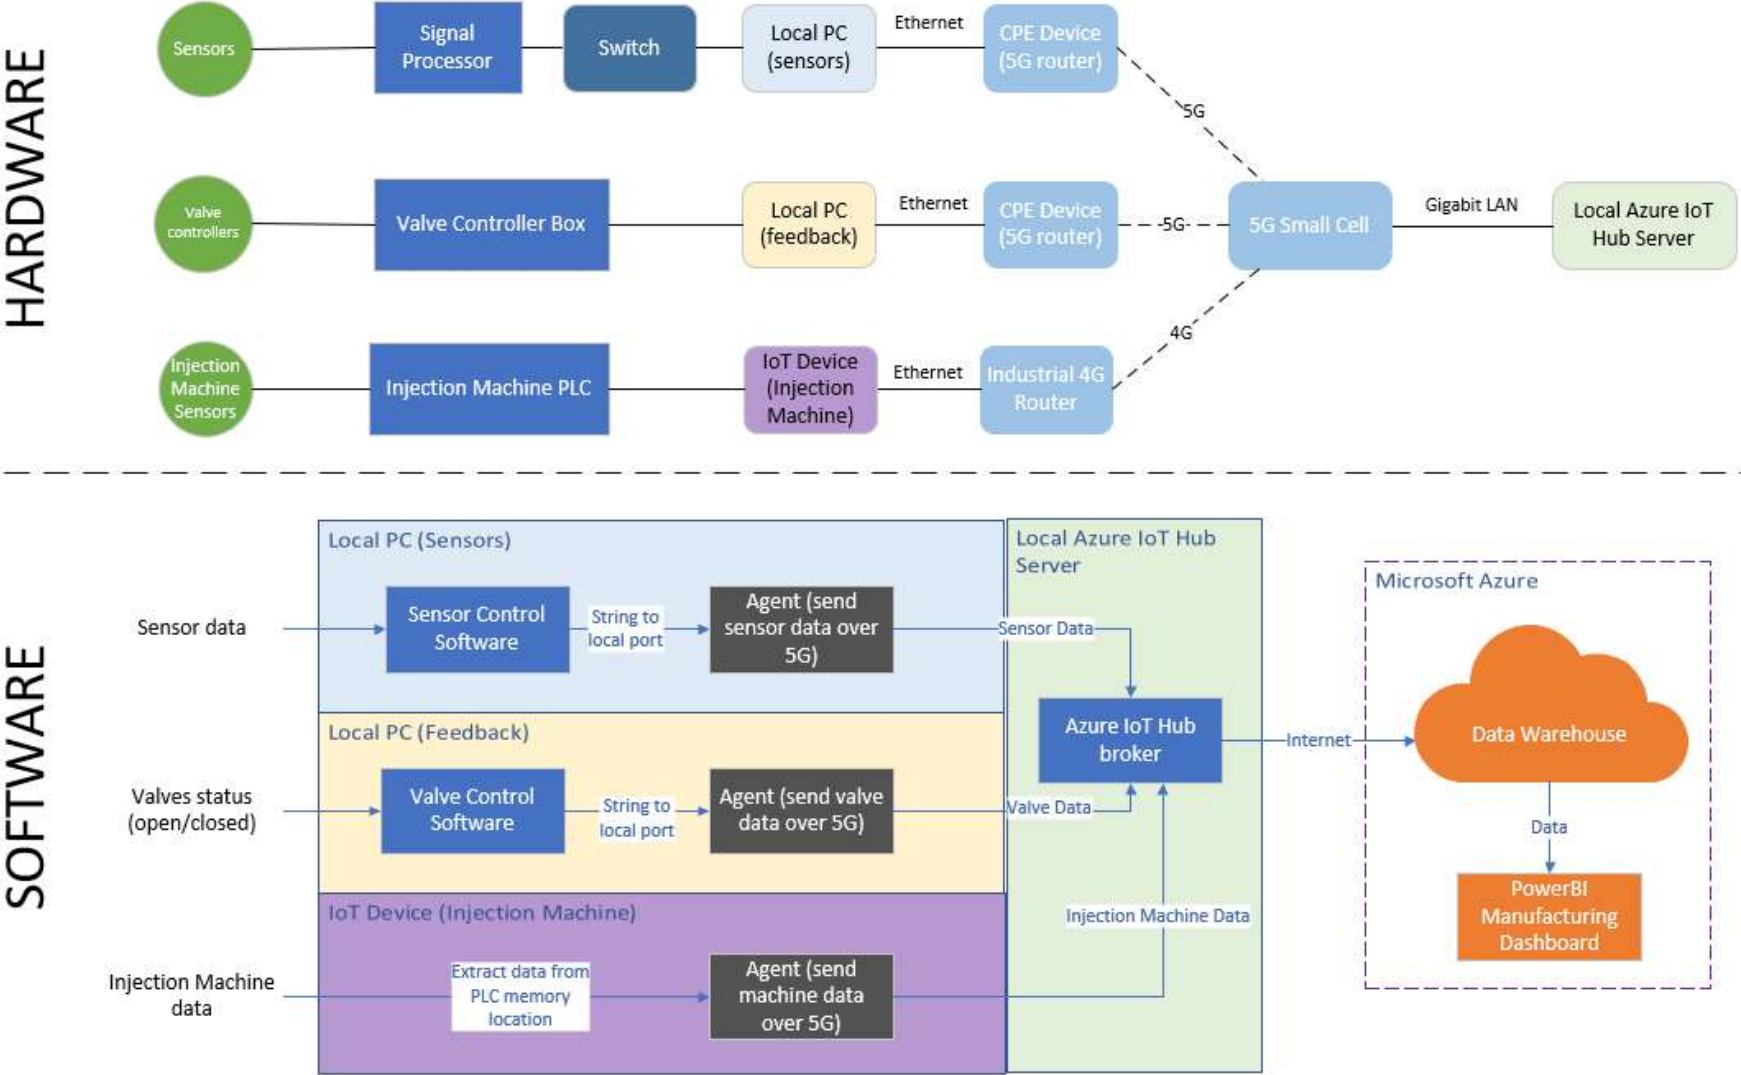 HARDWARE
Sensors
Signal
Processor
Switch
Local PC
(sensors)
Ethernet
CPE Device
(5G router)
5G
Valve
controllers
Valve Controller Box
Local PC
(feedback)
Ethernet
CPE Device
(5G router)
5G
5G Small Cell
Gigabit LAN
Local Azure IoT
Hub Server
Injection
Machine
Sensors
Injection Machine PLC
IoT Device
(Injection
Machine)
Ethernet
Industrial 4G
Router
4G
SOFTWARE
Local PC (Sensors)
Sensor data
Sensor Control
Software
String to
local port
Agent (send
sensor data over
5G)
Sensor Data
Local PC (Feedback)
Valves status
(open/closed)
Valve Control
Software
String to
local port
Agent (send valve
data over 5G)
Valve Data
IoT Device (Injection Machine)
Injection Machine
data
Extract data from
PLC memory
location
Agent (send
machine data
over 5G)
Injection Machine Data
Local Azure IoT Hub
Server
Azure IoT Hub
broker
Internet
Microsoft Azure
Data Warehouse
Data
PowerBI
Manufacturing
Dashboard